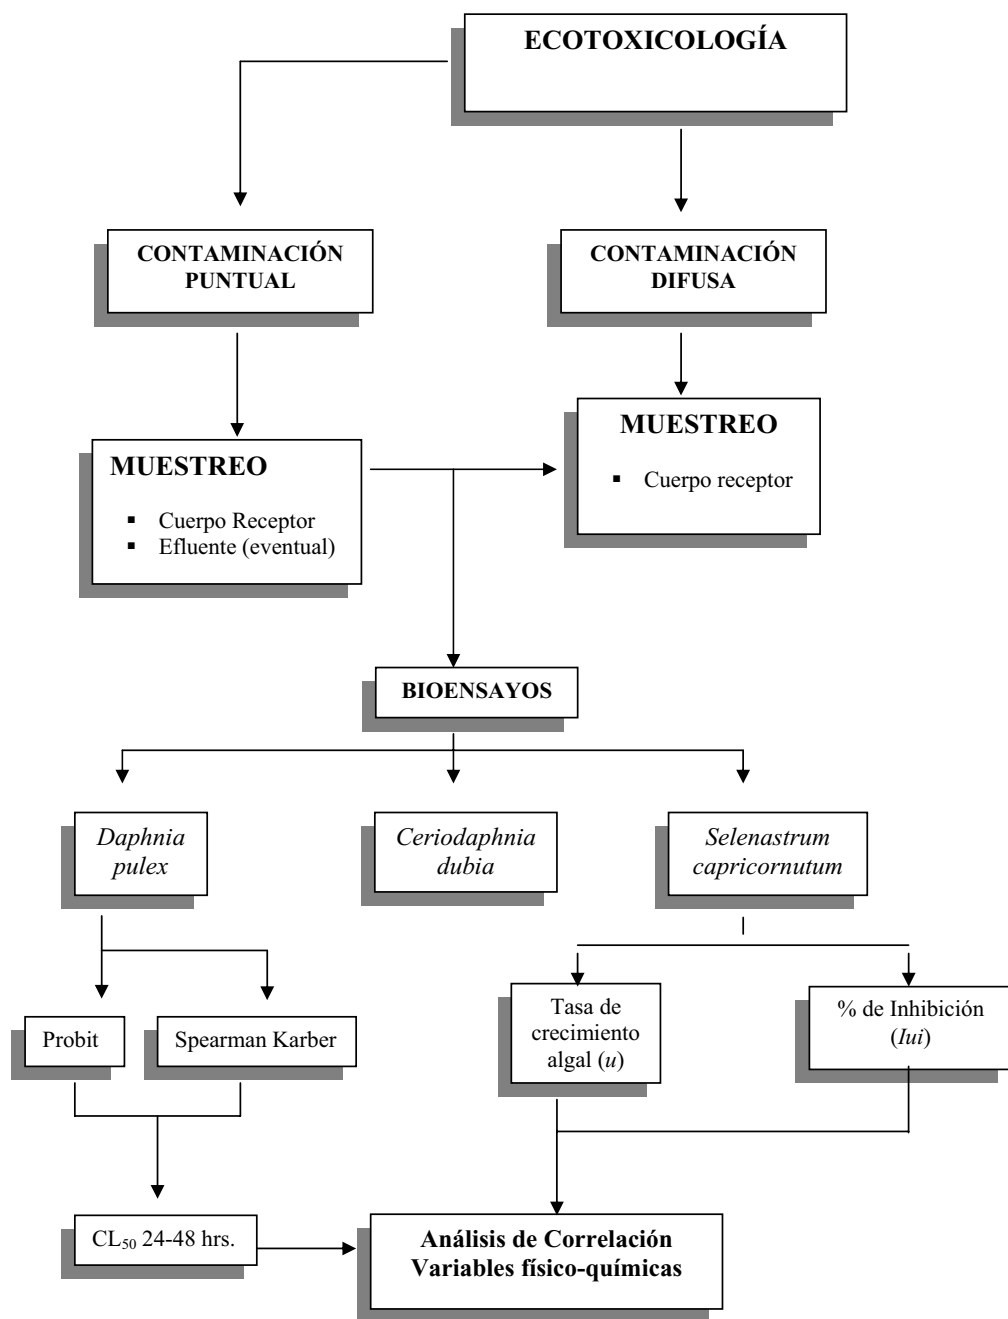 ECOTOXICOLOGÍA
CONTAMINACIÓN
PUNTUAL
CONTAMINACIÓN
DIFUSA
MUESTREO
▪ Cuerpo Receptor
▪ Efluente (eventual)
MUESTREO
▪ Cuerpo receptor
BIOENSAYOS
Daphnia
pulex
Ceriodaphnia
dubia
Selenastrum
capricornutum
Probit
Spearman Karber
Tasa de
crecimiento
algal (u)
% de Inhibición
(Iui)
CL₅₀ 24-48 hrs.
Análisis de Correlación
Variables físico-químicas